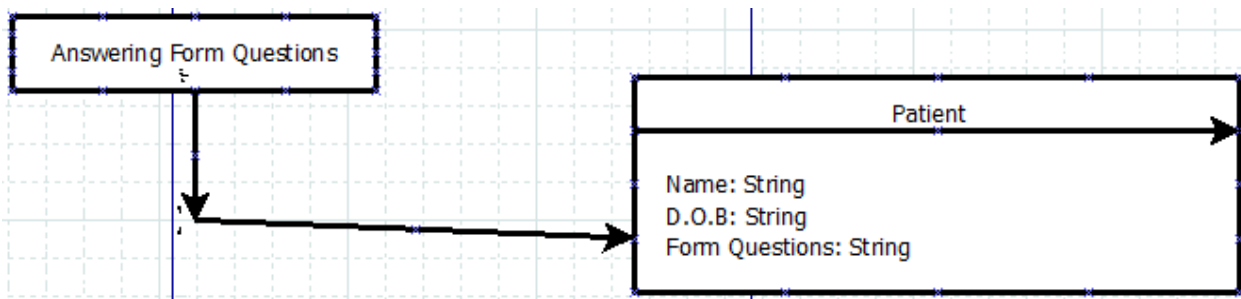 Answering Form Questions
Patient
Name: String
D.O.B: String
Form Questions: String